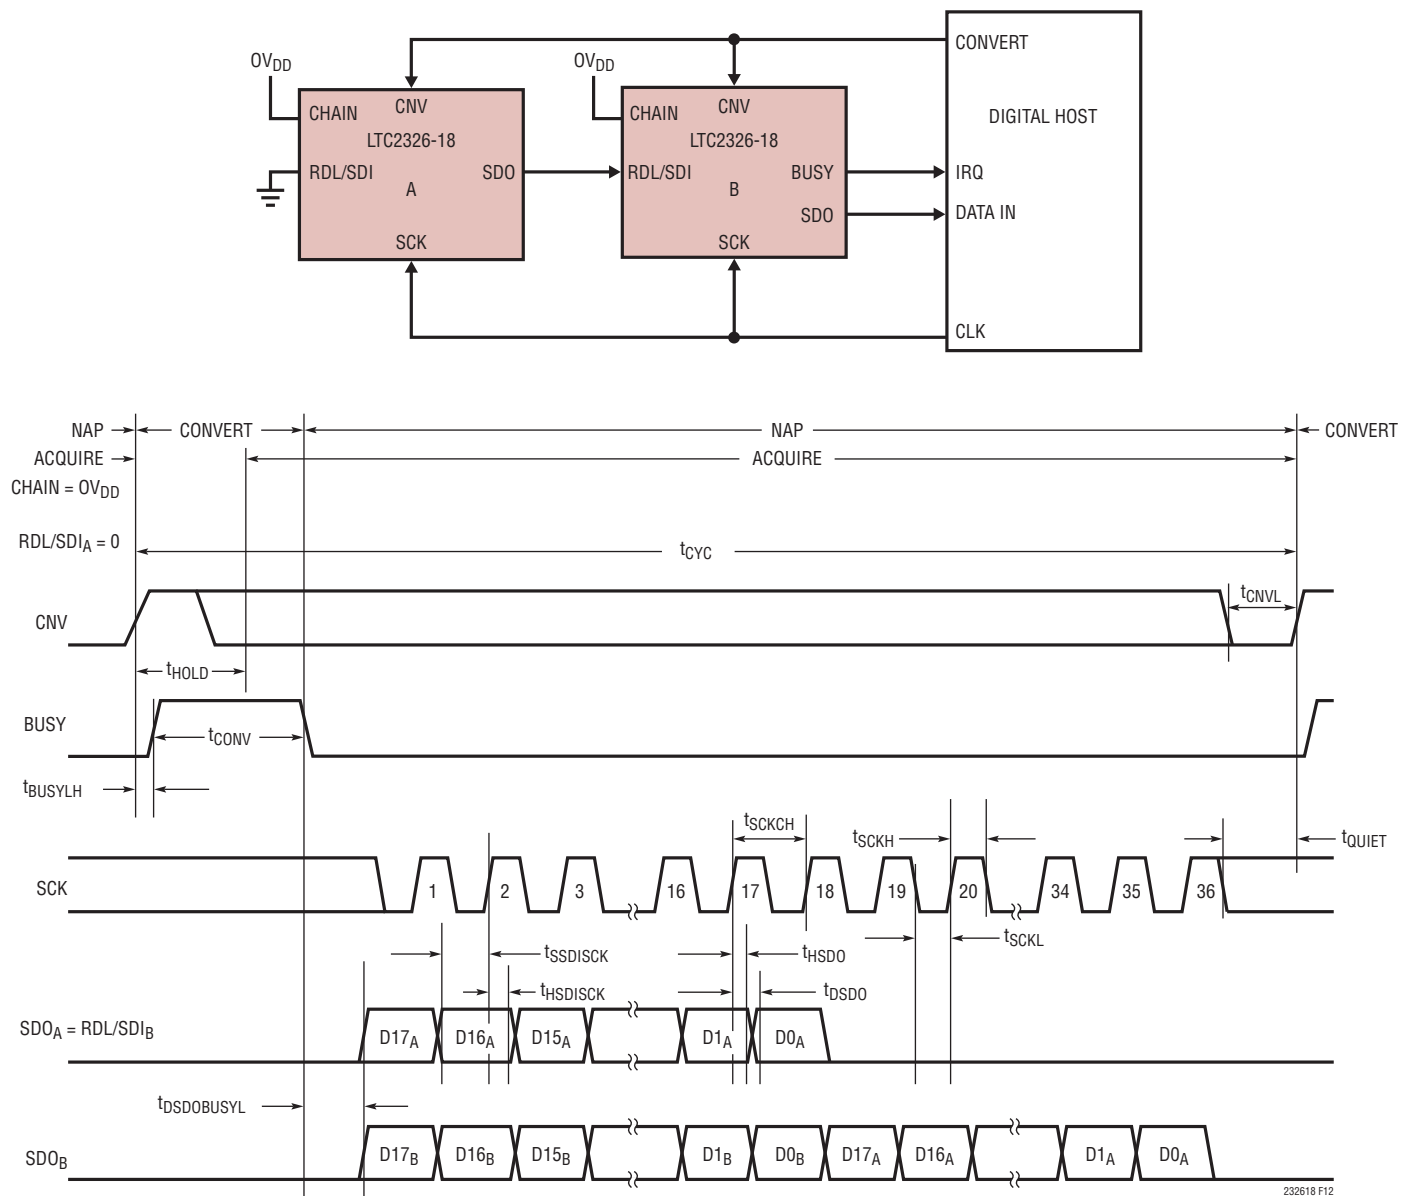 CONVERT
OVDD
OVDD
CHAIN
CNV
LTC2326-18
RDL/SDI
SDO
A
SCK
CHAIN
CNV
LTC2326-18
RDL/SDI
BUSY
B
SDO
SCK
DIGITAL HOST
IRQ
DATA IN
CLK
NAP
CONVERT
NAP
CONVERT
ACQUIRE
ACQUIRE
CHAIN = OVDD
RDL/SDIA = 0
tCYC
CNV
tCNVL
tHOLD
BUSY
tCONV
tBUSYLH
tSCKCH
tSCKH
tQUIET
SCK
1 2 3 16 17 18 19 20 34 35 36
tSSDISCK
tHSDO
tSCKL
tHSDISCK
tDSDO
SDOA = RDL/SDIB
D17A D16A D15A D1A D0A
tDSDOBUSYL
SDOB
D17B D16B D15B D1B D0B D17A D16A D1A D0A
232618 F12